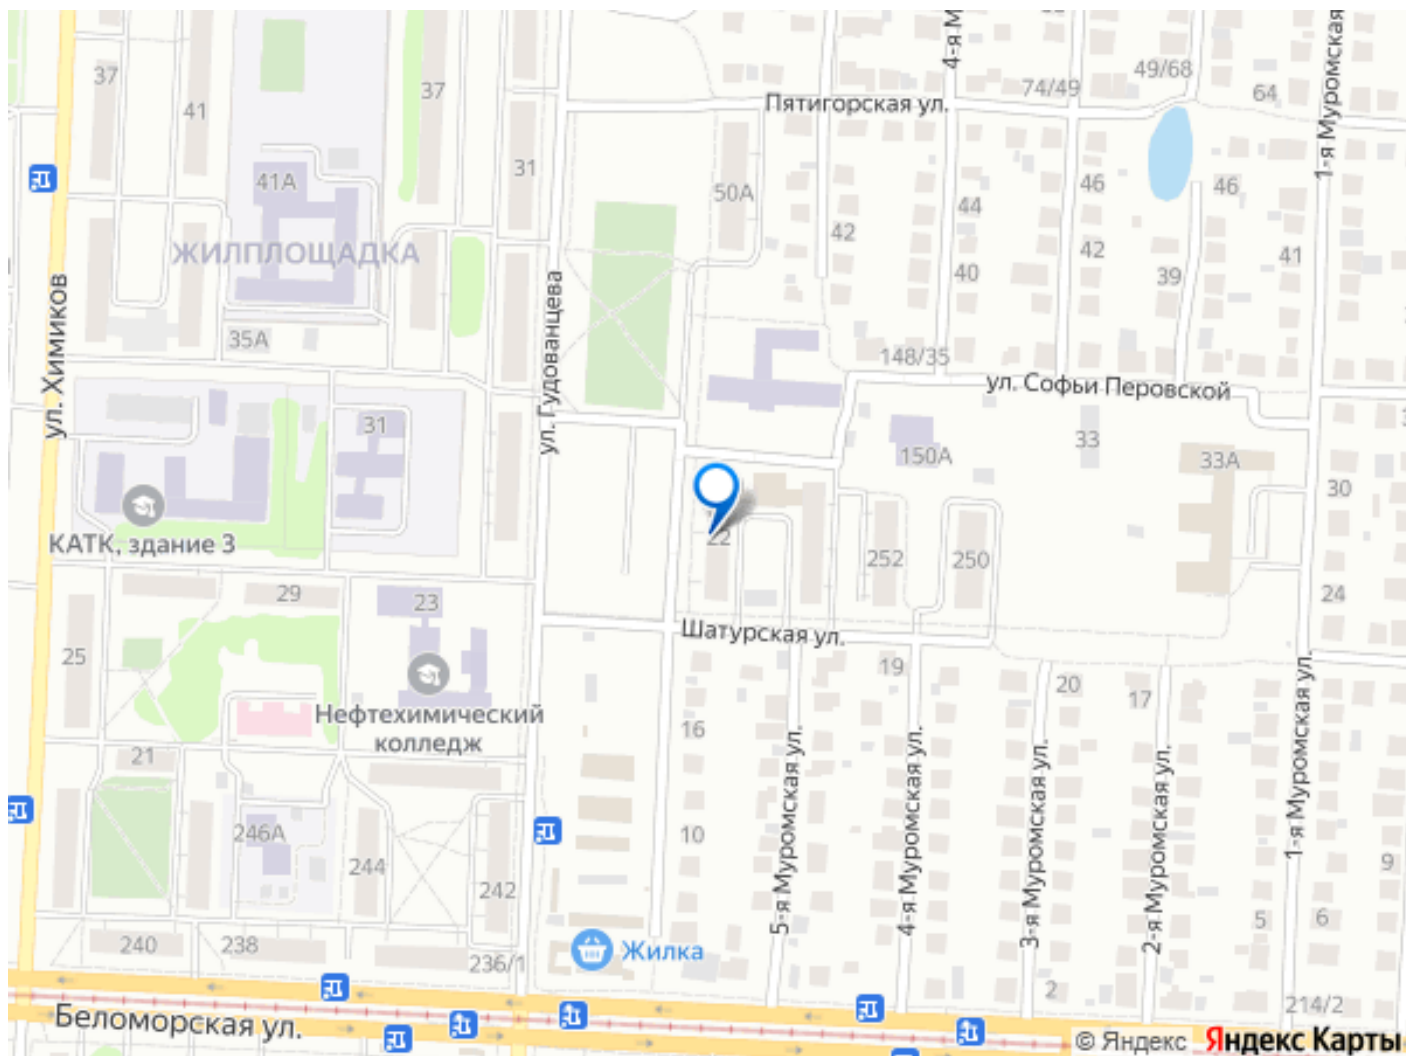 4-я М
1-я Муромская
37
41
37
49/68
74/49
64
Пятигорская ул.
31
41А
50А
46
46
44
42
ЖИЛПЛОЩАДКА
42
41
40
39
ул. Химиков
ул. Гудованцева
35А
148/35
ул. Софьи Перовской
31
33
150А
33А
30
КАТК, здание 3
22
252
250
29
23
24
Шатурская ул.
25
19
20
17
1-я Муромская ул.
Нефтехимический
колледж
16
21
5-я Муромская ул.
4-я Муромская ул.
3-я Муромская ул.
2-я Муромская ул.
246А
10
244
9
242
5
6
240
238
Жилка
236/1
2
214/2
Беломорская ул.
© Яндекс Яндекс Карты